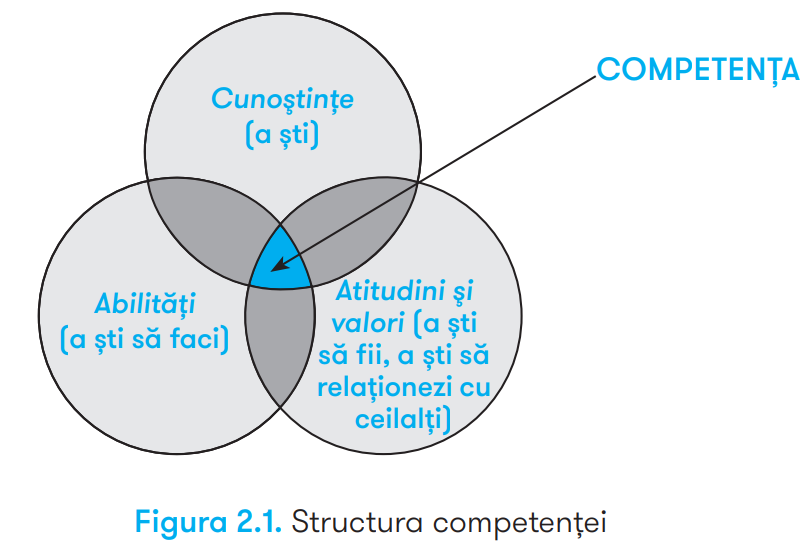 COMPETENȚA
Cunoştințe
(a ști)
Abilități
(a ști să faci)
Atitudini şi
valori (a ști
să fii, a ști să
relaționezi cu
ceilalți)
Figura 2.1. Structura competenței